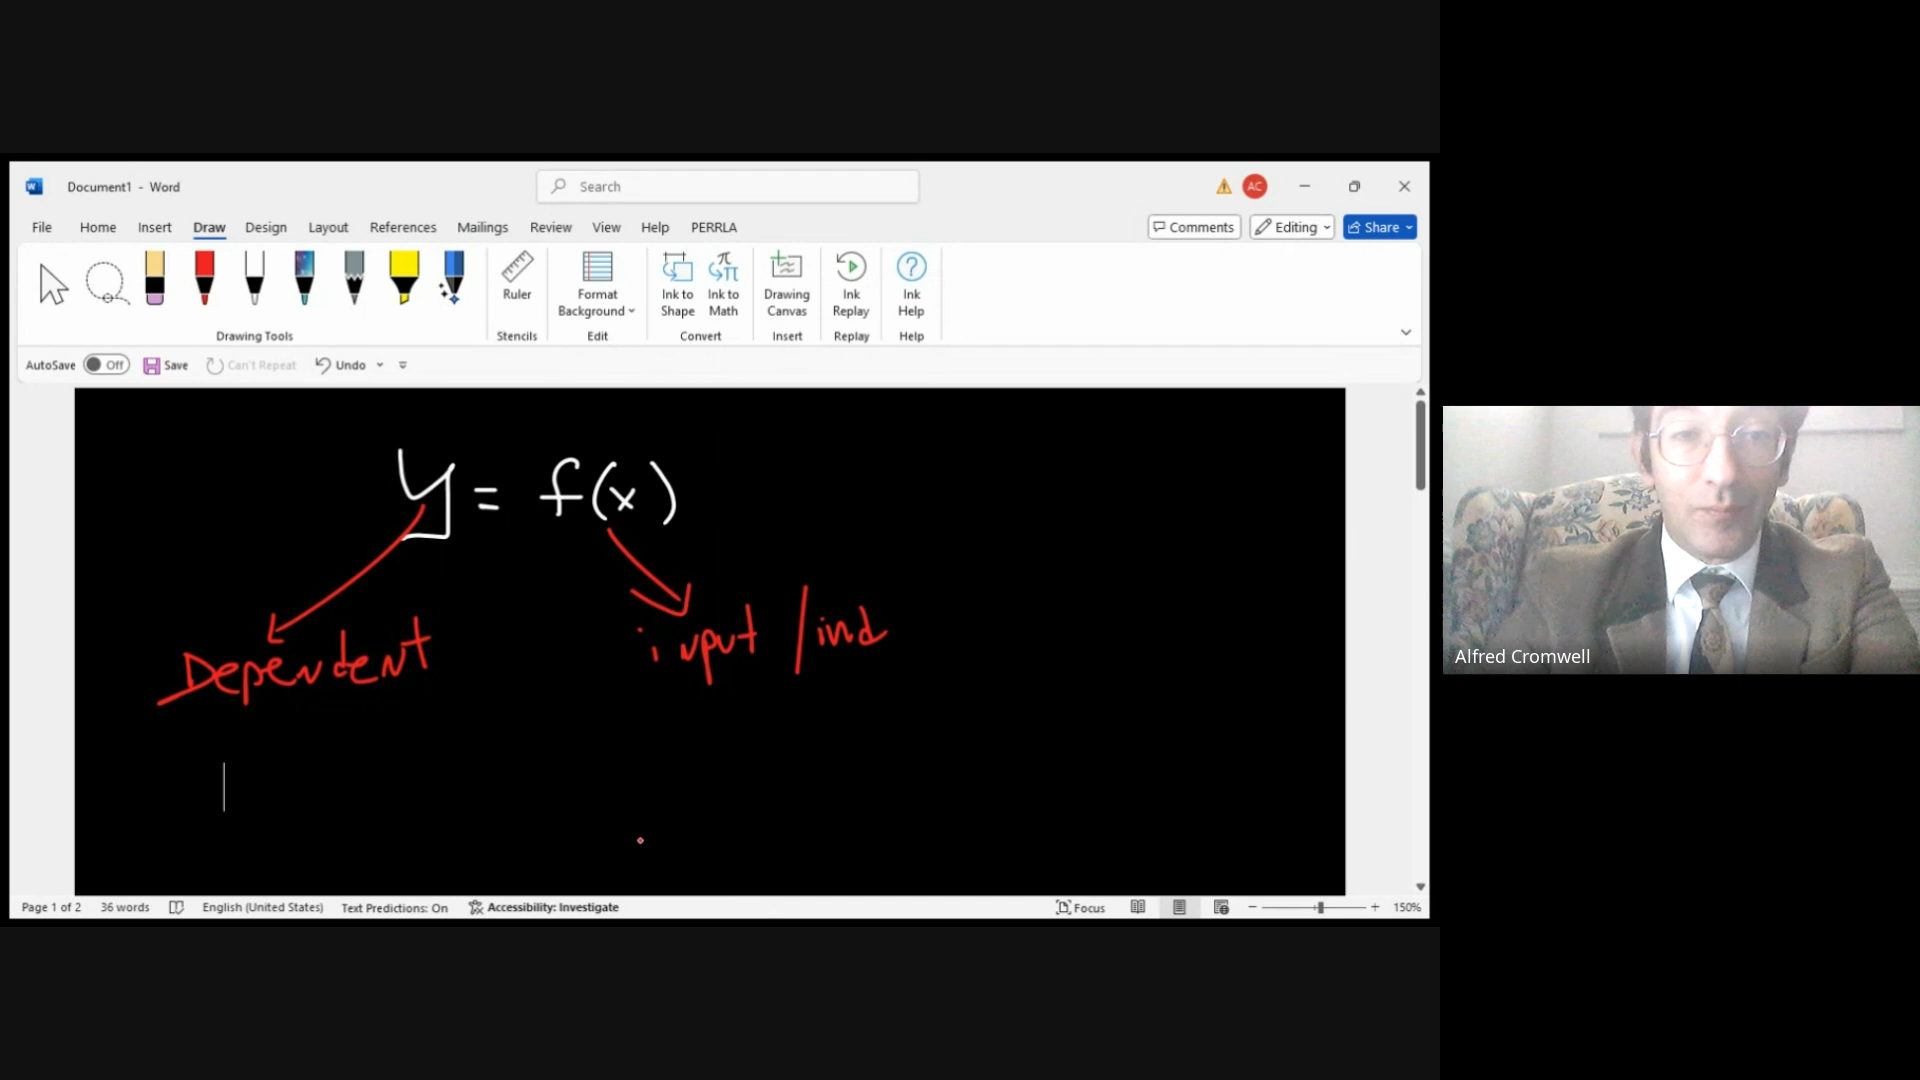 Document1 - Word
Search
AC
File Home Insert Draw Design Layout References Mailings Review View Help PERRLA
Comments Editing Share
Ruler
Format Background
Ink to Shape
Ink to Math
Drawing Canvas
Ink Replay
Ink Help
Drawing Tools Stencils Edit Convert Insert Replay Help
AutoSave Off Save Can't Repeat Undo
y = f(x)
Dependent
input / ind
Alfred Cromwell
Page 1 of 2 36 words English (United States) Text Predictions: On Accessibility: Investigate Focus 150%